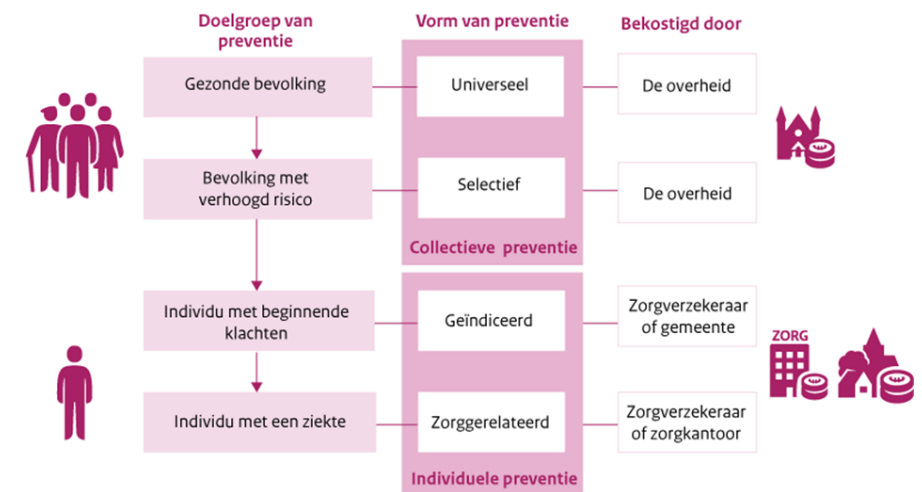 Doelgroep van
preventie
Vorm van preventie
Bekostigd door
Gezonde bevolking
Universeel
De overheid
Bevolking met
verhoogd risico
Selectief
De overheid
Collectieve preventie
Individu met beginnende
klachten
Geïndiceerd
Zorgverzekeraar
of gemeente
ZORG
Individu met een ziekte
Zorggerelateerd
Zorgverzekeraar
of zorgkantoor
Individuele preventie